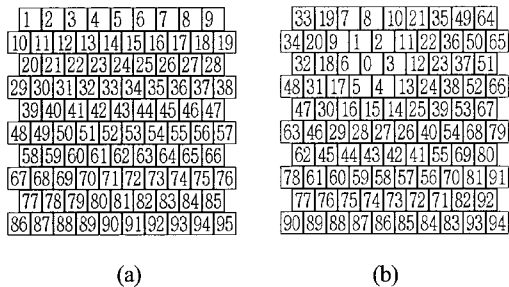 1 2 3 4 5 6 7 8 9
10 11 12 13 14 15 16 17 18 19
20 21 22 23 24 25 26 27 28
29 30 31 32 33 34 35 36 37 38
39 40 41 42 43 44 45 46 47
48 49 50 51 52 53 54 55 56 57
58 59 60 61 62 63 64 65 66
67 68 69 70 71 72 73 74 75 76
77 78 79 80 81 82 83 84 85
86 87 88 89 90 91 92 93 94 95
(a)
33 19 7 8 10 21 35 49 64
34 20 9 1 2 11 22 36 50 65
32 18 6 0 3 12 23 37 51
48 31 17 5 4 13 24 38 52 66
47 30 16 15 14 25 39 53 67
63 46 29 28 27 26 40 54 68 79
62 45 44 43 42 41 55 69 80
78 61 60 59 58 57 56 70 81 91
77 76 75 74 73 72 71 82 92
90 89 88 87 86 85 84 83 93 94
(b)